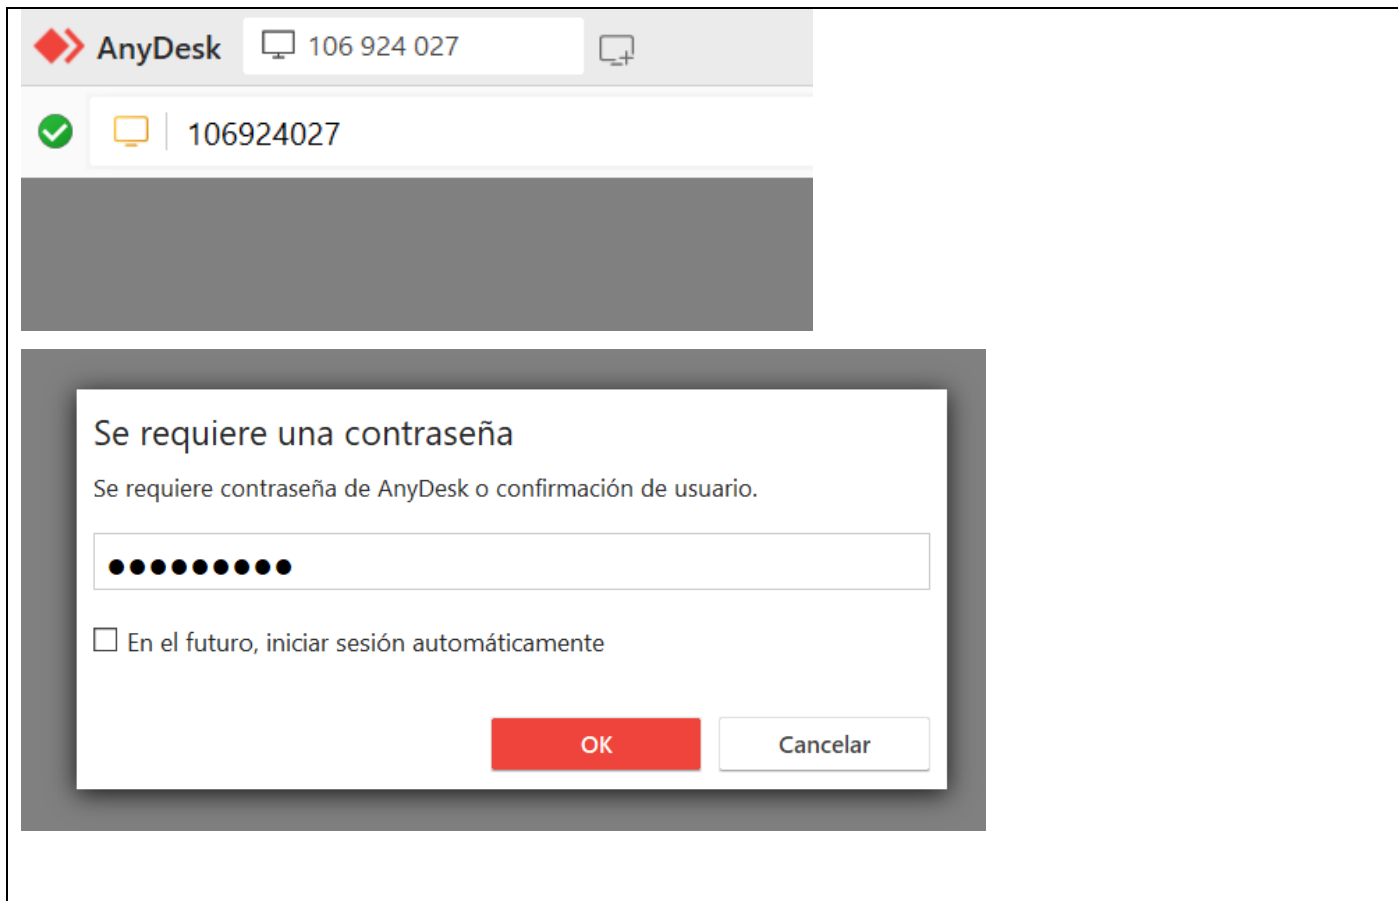 AnyDesk 106 924 027
106924027
Se requiere una contraseña
Se requiere contraseña de AnyDesk o confirmación de usuario.
●●●●●●●●●
En el futuro, iniciar sesión automáticamente
OK Cancelar